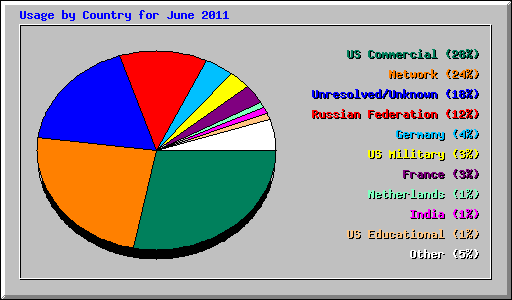 Usage by Country for June 2011
US Commercial (28%)
Network (24%)
Unresolved/Unknown (18%)
Russian Federation (12%)
Germany (4%)
US Military (3%)
France (3%)
Netherlands (1%)
India (1%)
US Educational (1%)
Other (5%)